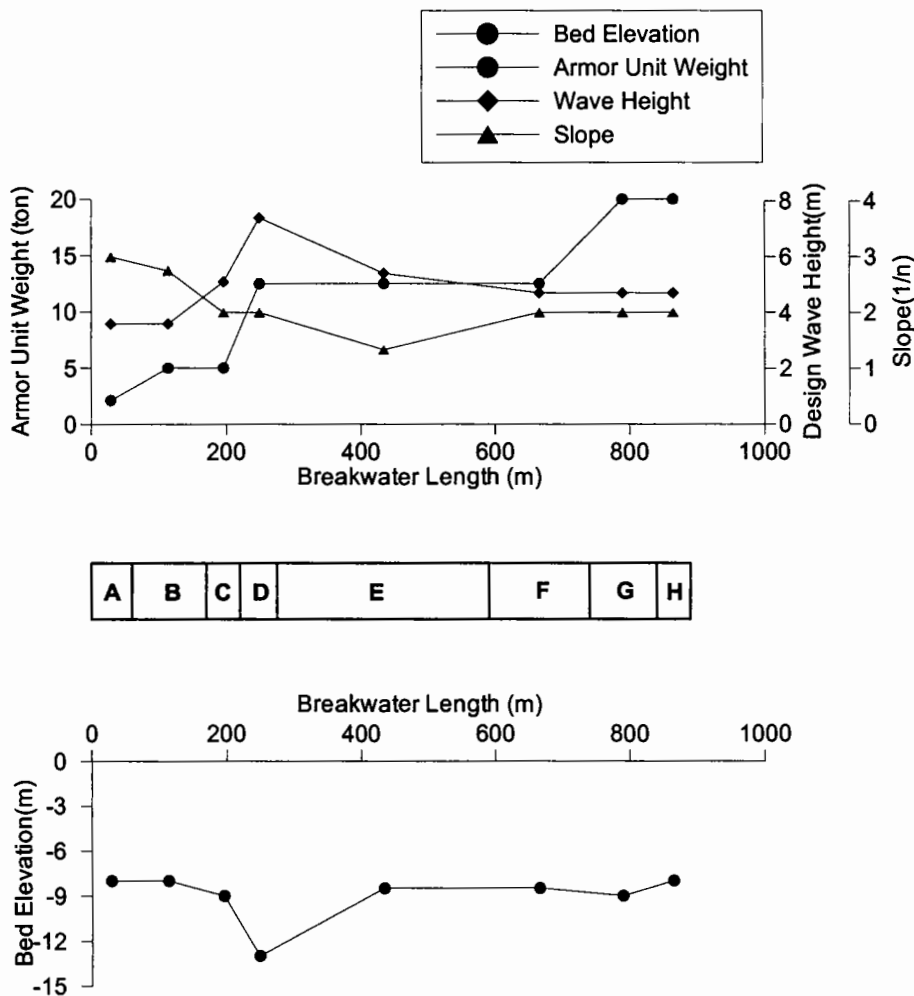 Bed Elevation
Armor Unit Weight
Wave Height
Slope
Armor Unit Weight (ton)
20
15
10
5
0
0 200 400 600 800 1000
Breakwater Length (m)
8
6
4
2
0
Design Wave Height(m)
4
3
2
1
0
Slope(1/n)
A B C D E F G H
Breakwater Length (m)
0 200 400 600 800 1000
Bed Elevation(m)
0
-3
-6
-9
-12
-15